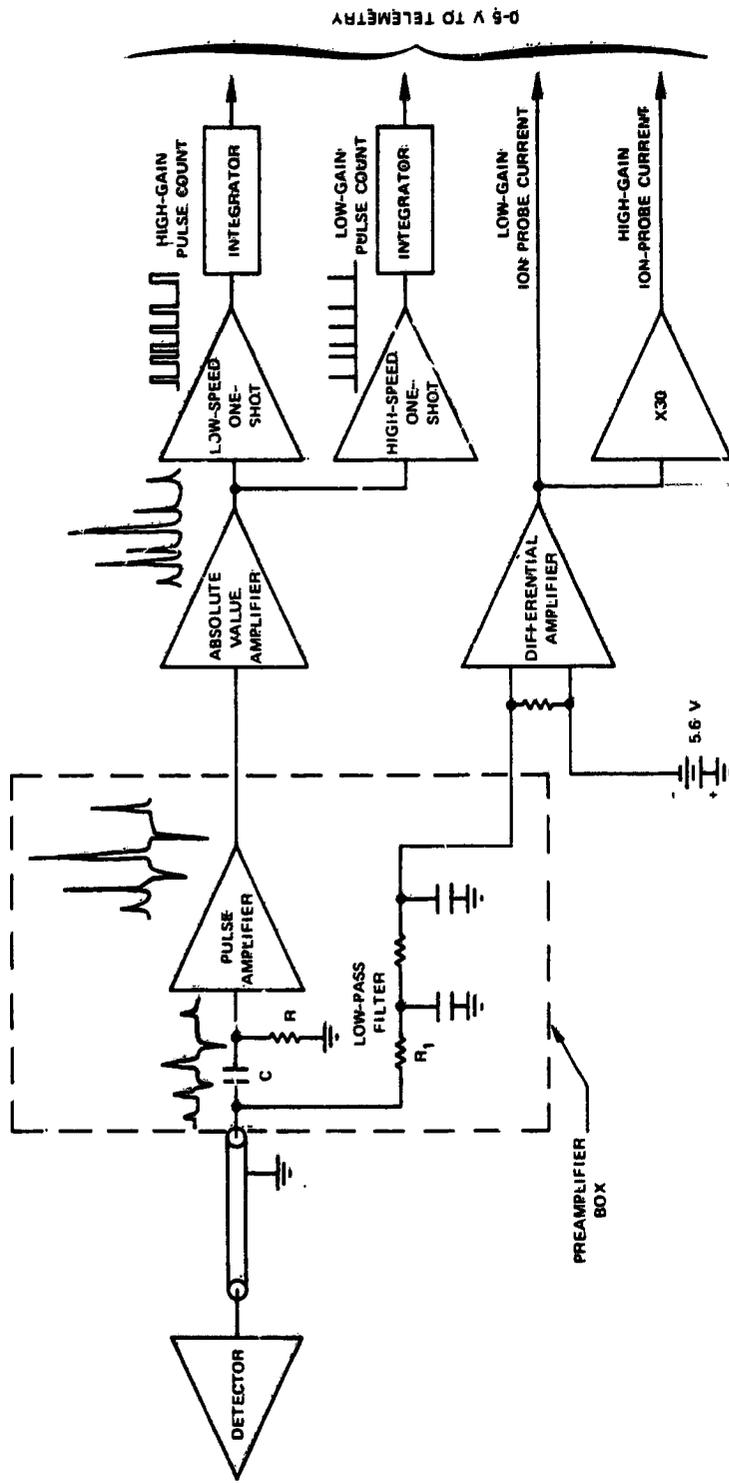 DETECTOR
PREAMPLIFIER
BOX
C
R
PULSE
AMPLIFIER
R1
LOW-PASS
FILTER
ABSOLUTE
VALUE
AMPLIFIER
5.6 V
-
+
DIFFERENTIAL
AMPLIFIER
LOW-SPEED
ONE-
SHOT
HIGH-SPEED
ONE-
SHOT
X30
HIGH-GAIN
PULSE COUNT
INTEGRATOR
LOW-GAIN
PULSE COUNT
INTEGRATOR
LOW-GAIN
ION-PROBE CURRENT
HIGH-GAIN
ION-PROBE CURRENT
0-5 V TO TELEMETRY